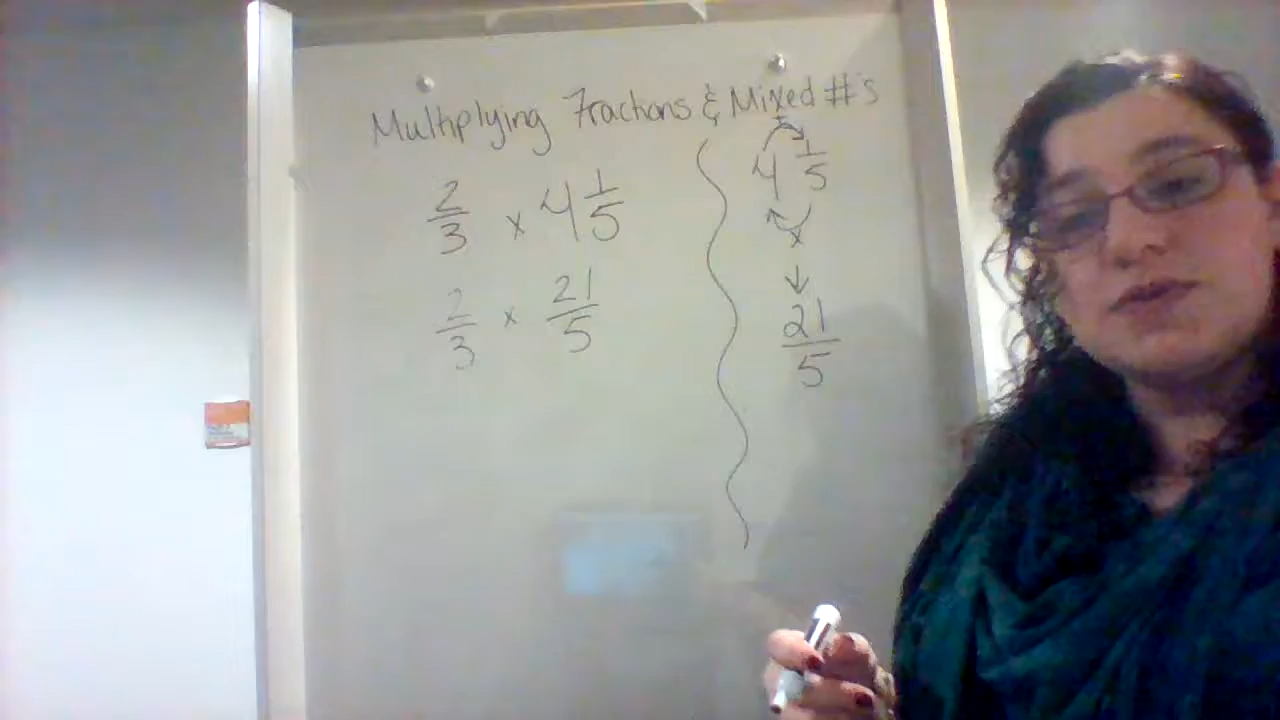 Multiplying Fractions & Mixed #'s
2/3 x 4 1/5
2/3 x 21/5
+
4 1/5
x
↓
21/5